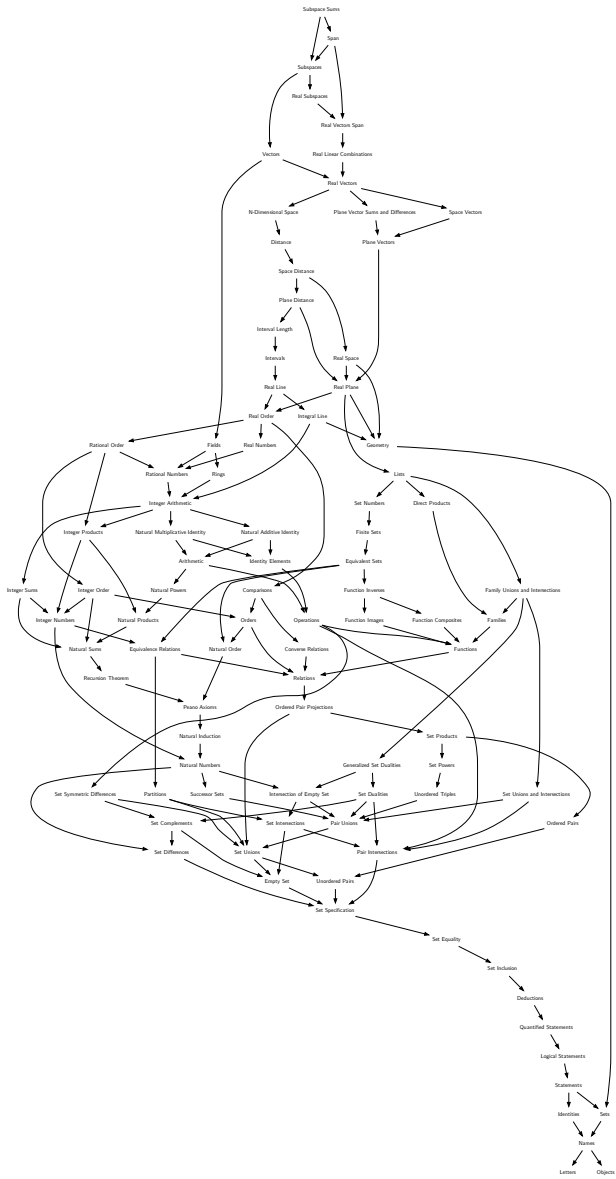 Subspace Sums
Span
Subspaces
Real Subspaces
Real Vectors Span
Vectors Real Linear Combinations
Real Vectors
N-Dimensional Space Plane Vector Sums and Differences Space Vectors
Distance Plane Vectors
Space Distance
Plane Distance
Interval Length
Intervals Real Space
Real Line Real Plane
Real Order Integral Line
Rational Order Fields Real Numbers Geometry
Rational Numbers Rings Lists
Integer Arithmetic Set Numbers Direct Products
Integer Products Natural Multiplicative Identity Natural Additive Identity Finite Sets
Arithmetic Identity Elements Equivalent Sets
Integer Sums Integer Order Natural Powers Comparisons Function Inverses Family Unions and Intersections
Integer Numbers Natural Products Orders Operations Function Images Function Composites Families
Natural Sums Equivalence Relations Natural Order Converse Relations Functions
Recursion Theorem Relations
Peano Axioms Ordered Pair Projections
Natural Induction Set Products
Natural Numbers Generalized Set Dualities Set Powers
Set Symmetric Differences Partitions Successor Sets Intersection of Empty Set Set Dualities Unordered Triples Set Unions and Intersections
Set Complements Set Intersections Pair Unions Ordered Pairs
Set Differences Set Unions Pair Intersections
Empty Set Unordered Pairs
Set Specification
Set Equality
Set Inclusion
Deductions
Quantified Statements
Logical Statements
Statements
Identities Sets
Names
Letters Objects